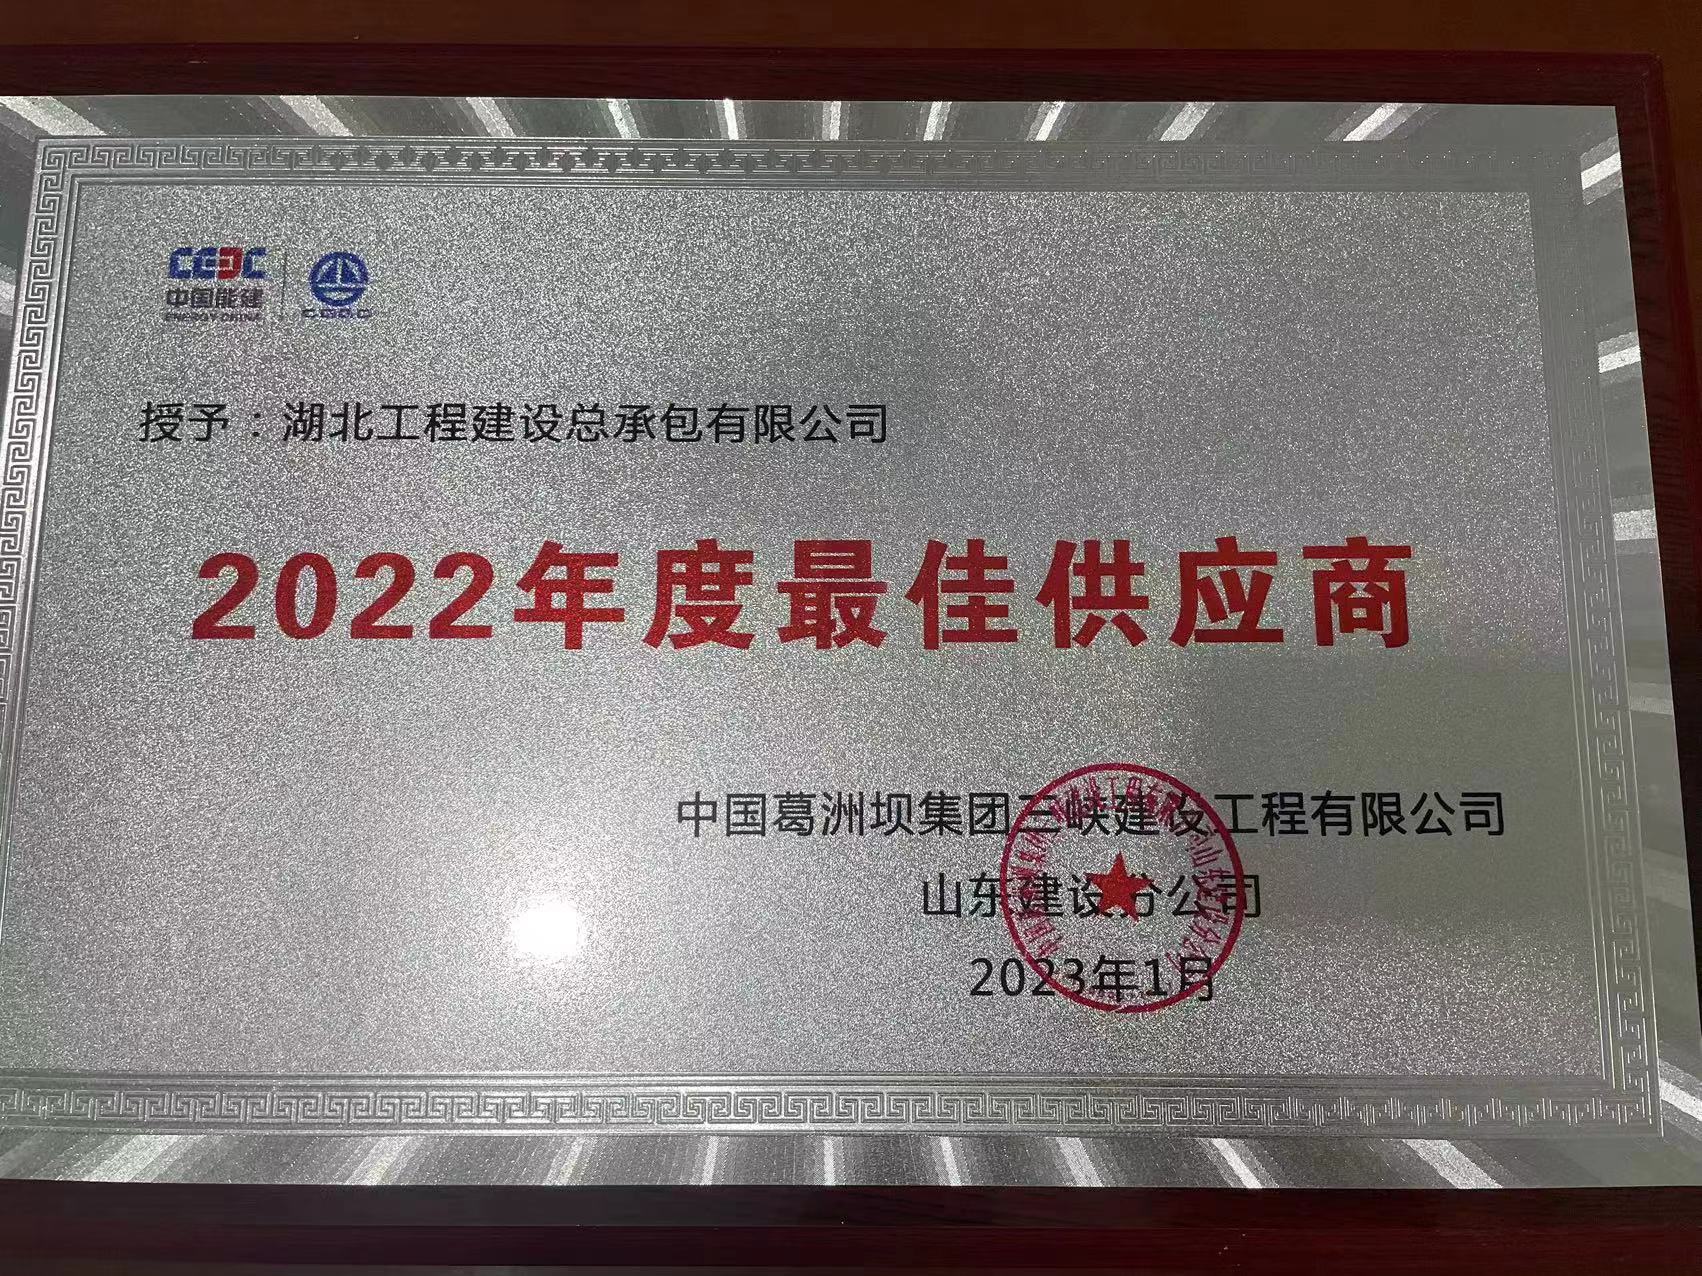 CEEC
中国能建
ENERGY CHINA
CGGC
授予：湖北工程建设总承包有限公司
2022年度最佳供应商
中国葛洲坝集团三峡建设工程有限公司
山东建设分公司
2023年1月